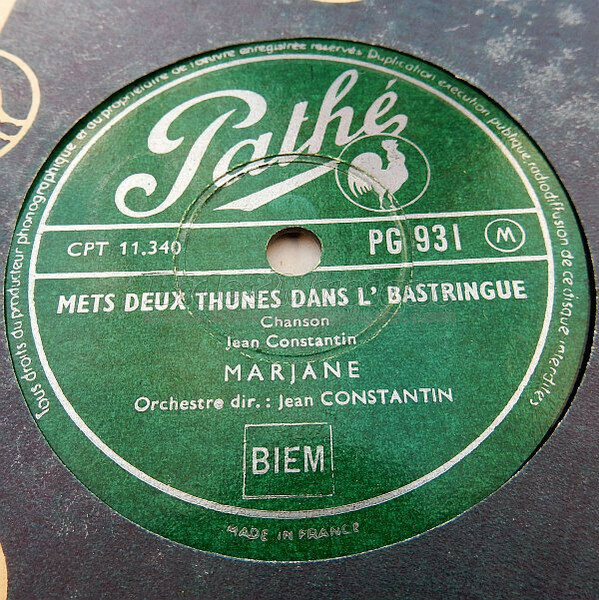 Tous droits du producteur phonographique et du propriétaire de l'œuvre enregistrée réservés Duplication exécution publique radiodiffusion de ce disque interdites
Pathé
CPT 11.340
PG 931
M
METS DEUX THUNES DANS L' BASTRINGUE
Chanson
Jean Constantin
MARJANE
Orchestre dir. : Jean CONSTANTIN
BIEM
MADE IN FRANCE